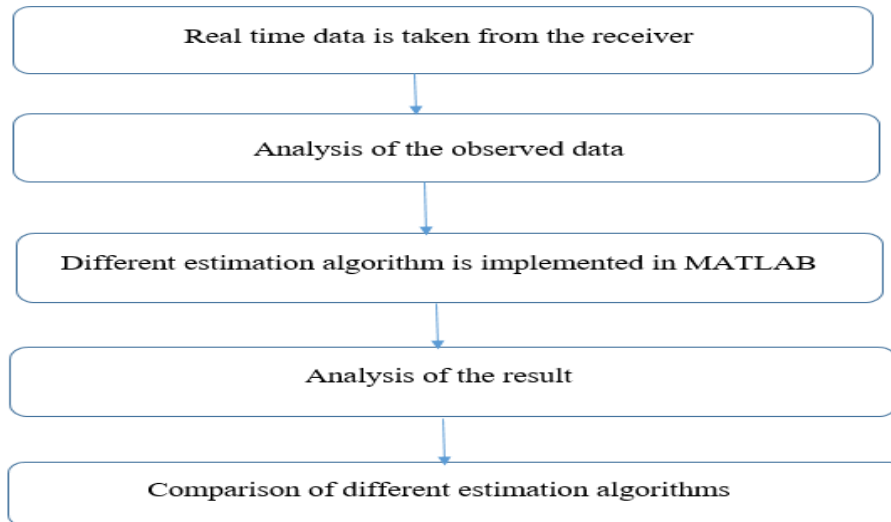 Real time data is taken from the receiver
Analysis of the observed data
Different estimation algorithm is implemented in MATLAB
Analysis of the result
Comparison of different estimation algorithms